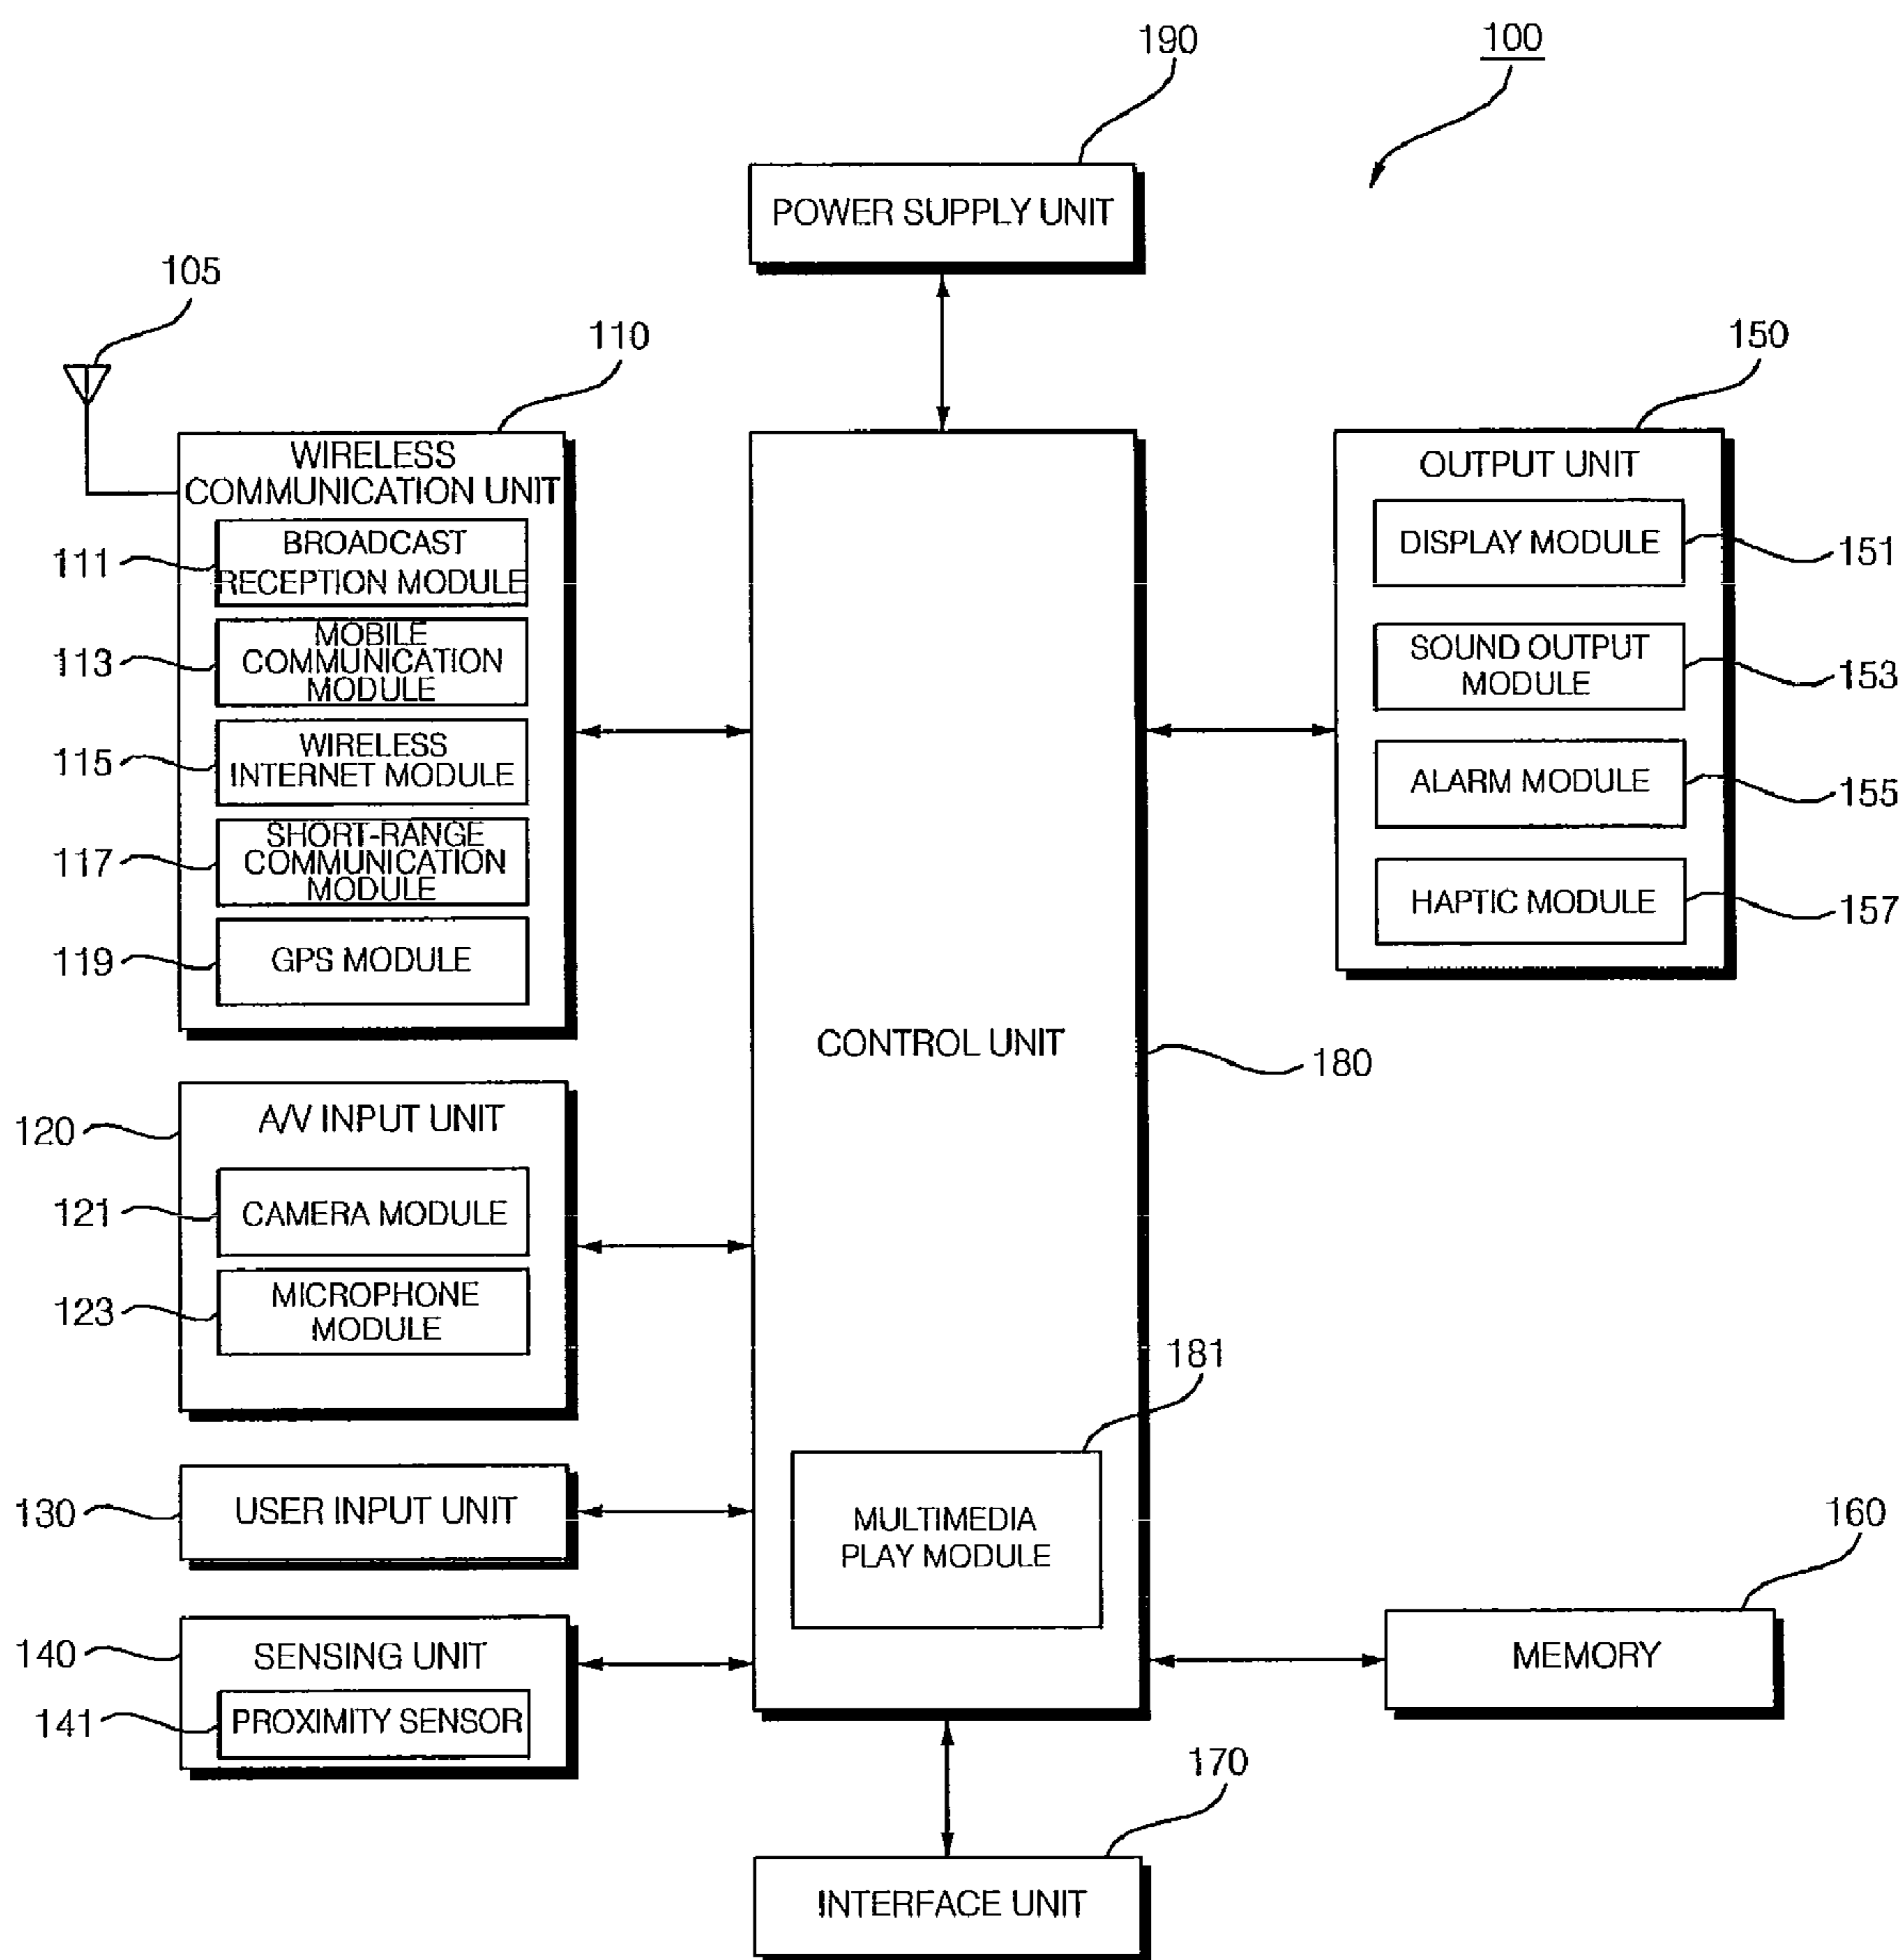 190
100
POWER SUPPLY UNIT
105
110
150
WIRELESS
COMMUNICATION UNIT
111
BROADCAST
RECEPTION MODULE
113
MOBILE
COMMUNICATION
MODULE
115
WIRELESS
INTERNET MODULE
117
SHORT-RANGE
COMMUNICATION
MODULE
119
GPS MODULE
OUTPUT UNIT
DISPLAY MODULE
151
SOUND OUTPUT
MODULE
153
ALARM MODULE
155
HAPTIC MODULE
157
CONTROL UNIT
180
120
A/V INPUT UNIT
121
CAMERA MODULE
123
MICROPHONE
MODULE
181
MULTIMEDIA
PLAY MODULE
130
USER INPUT UNIT
140
SENSING UNIT
141
PROXIMITY SENSOR
160
MEMORY
170
INTERFACE UNIT